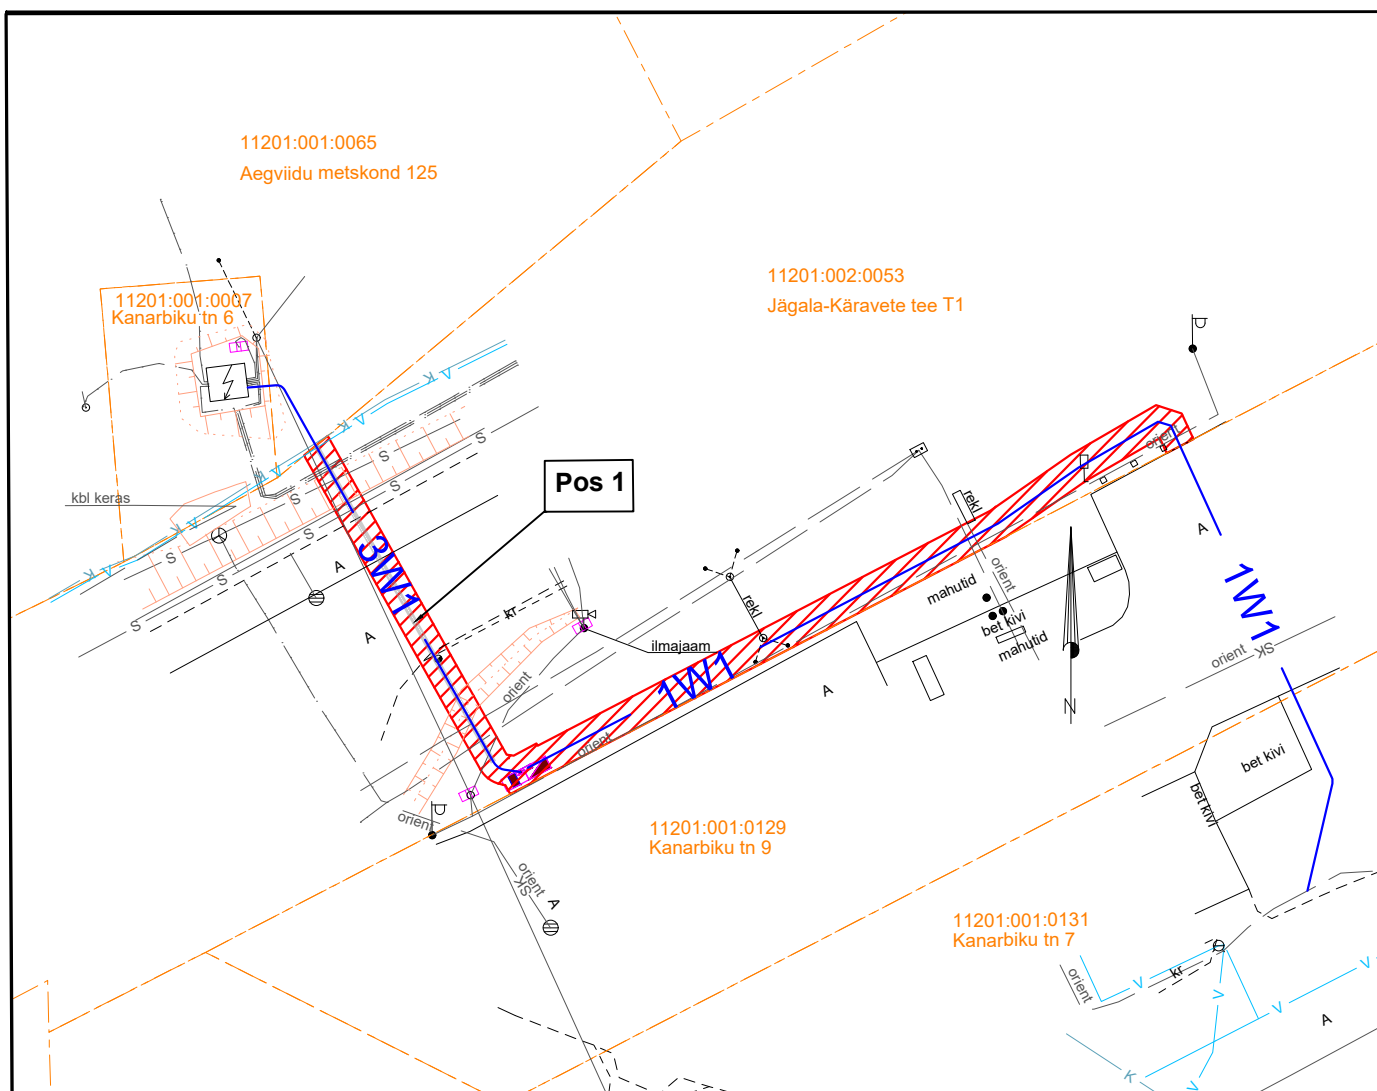 11201:001:0065
Aegviidu metskond 125
11201:002:0053
Jägala-Käravete tee T1
11201:001:0007
Kanarbiku tn 6
kbl keras
Pos 1
3W1
kr
ilmajaam
orient
rekl
rekl
orient
orient
mahutid
bet kivi
mahutid
1W1
1W1
orient
SK
orient
orient
orient
SK
A
A
A
A
A
A
bet kivi
bet kivi
11201:001:0129
Kanarbiku tn 9
11201:001:0131
Kanarbiku tn 7
orient
kr
N
S
S
S
S
S
S
S
S
S
K
V
K
V
K
V
K
V
V
V
V
V
V
K